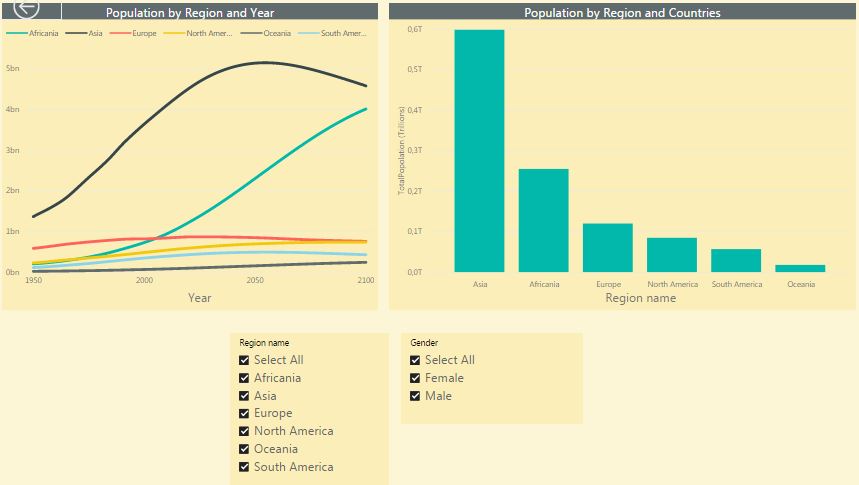 Population by Region and Year
Africania Asia Europe North Amer... Oceania South Amer...
5bn
4bn
3bn
2bn
1bn
0bn
1950 2000 2050 2100
Year
Population by Region and Countries
TotalPopulation (Trillions)
0,6T
0,5T
0,4T
0,3T
0,2T
0,1T
0,0T
Asia Africania Europe North America South America Oceania
Region name
Region name
Select All
Africania
Asia
Europe
North America
Oceania
South America
Gender
Select All
Female
Male